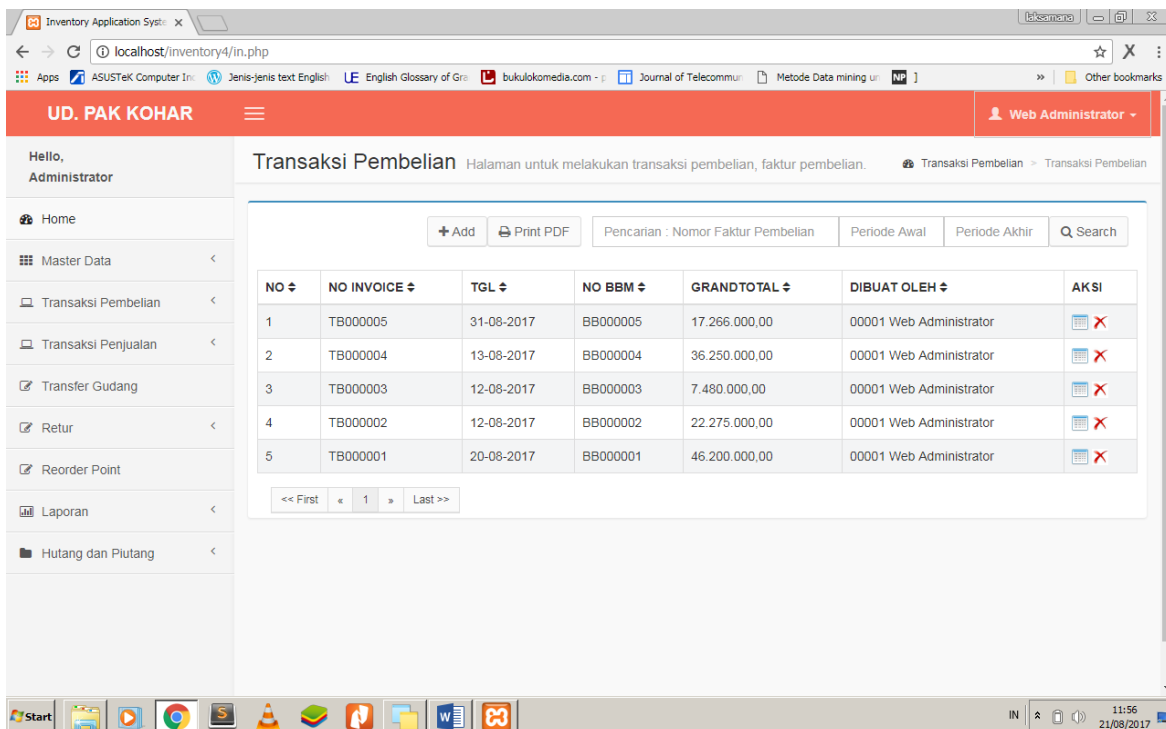 Inventory Application Syste
laksamana
localhost/inventory4/in.php
Apps ASUSTeK Computer Inc Jenis-jenis text English English Glossary of Gra bukulokomedia.com - p Journal of Telecommun Metode Data mining un NP ] » Other bookmarks
UD. PAK KOHAR Web Administrator
Hello,
Administrator
Transaksi Pembelian Halaman untuk melakukan transaksi pembelian, faktur pembelian. Transaksi Pembelian > Transaksi Pembelian
Home
Master Data
Transaksi Pembelian
Transaksi Penjualan
Transfer Gudang
Retur
Reorder Point
Laporan
Hutang dan Piutang
+ Add Print PDF Pencarian : Nomor Faktur Pembelian Periode Awal Periode Akhir Search
NO NO INVOICE TGL NO BBM GRANDTOTAL DIBUAT OLEH AKSI
1 TB000005 31-08-2017 BB000005 17.266.000,00 00001 Web Administrator
2 TB000004 13-08-2017 BB000004 36.250.000,00 00001 Web Administrator
3 TB000003 12-08-2017 BB000003 7.480.000,00 00001 Web Administrator
4 TB000002 12-08-2017 BB000002 22.275.000,00 00001 Web Administrator
5 TB000001 20-08-2017 BB000001 46.200.000,00 00001 Web Administrator
<< First « 1 » Last >>
Start IN 11:56
21/08/2017